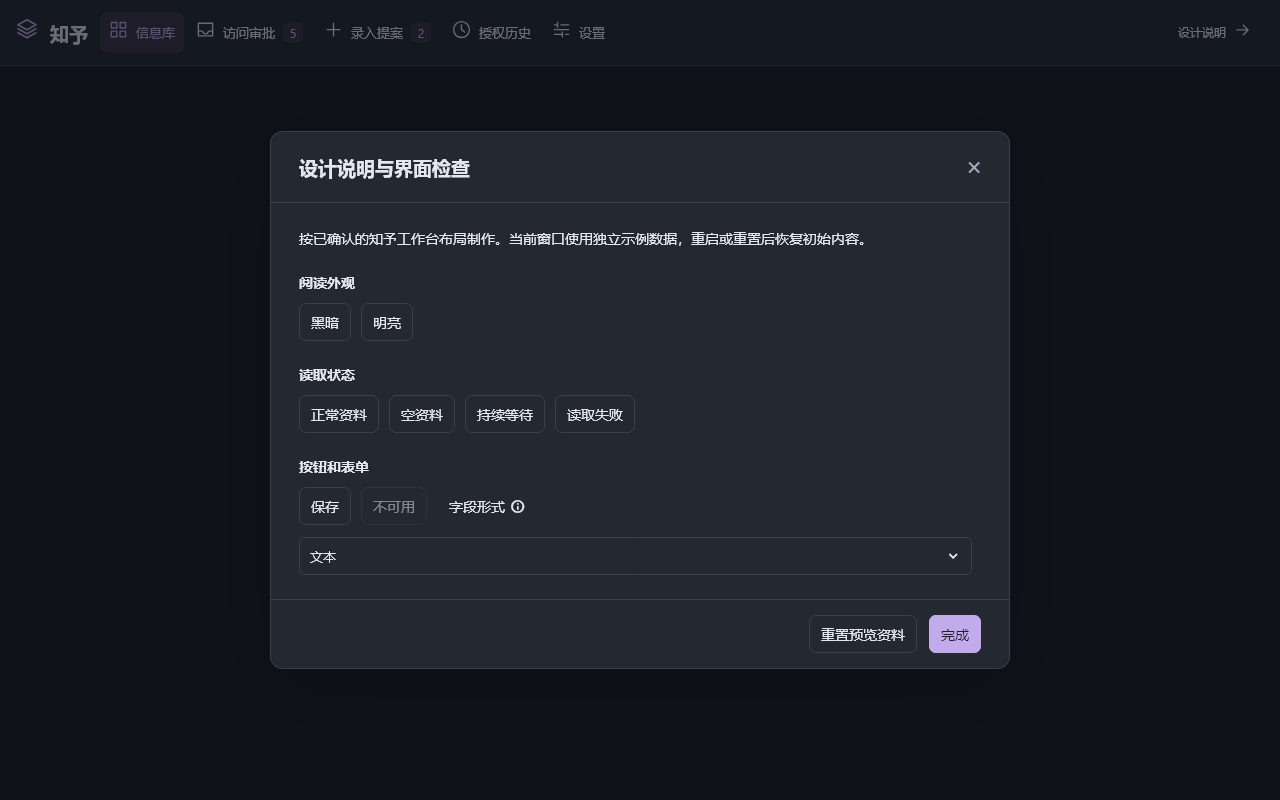 知予 信息库 访问审批 5 录入提案 2 授权历史 设置 设计说明
设计说明与界面检查
按已确认的知予工作台布局制作。当前窗口使用独立示例数据，重启或重置后恢复初始内容。
阅读外观
黑暗 明亮
读取状态
正常资料 空资料 持续等待 读取失败
按钮和表单
保存 不可用 字段形式
文本
重置预览资料 完成